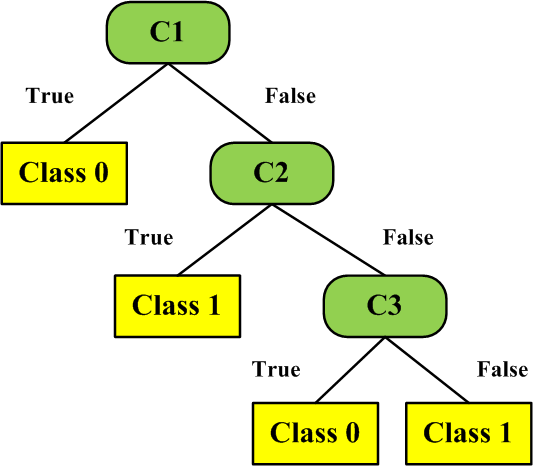 C1
True
False
Class 0
C2
True
False
Class 1
C3
True
False
Class 0
Class 1